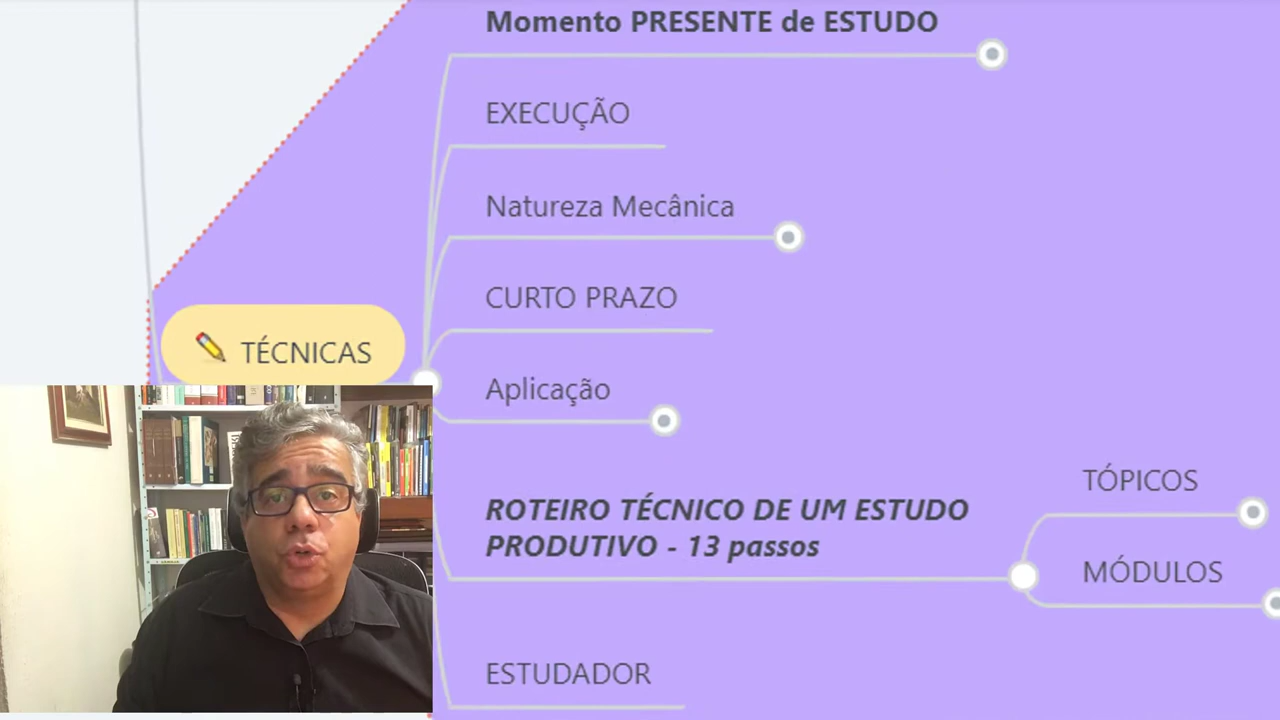 Momento PRESENTE de ESTUDO
EXECUÇÃO
Natureza Mecânica
CURTO PRAZO
TÉCNICAS
Aplicação
ROTEIRO TÉCNICO DE UM ESTUDO
PRODUTIVO - 13 passos
TÓPICOS
MÓDULOS
ESTUDADOR